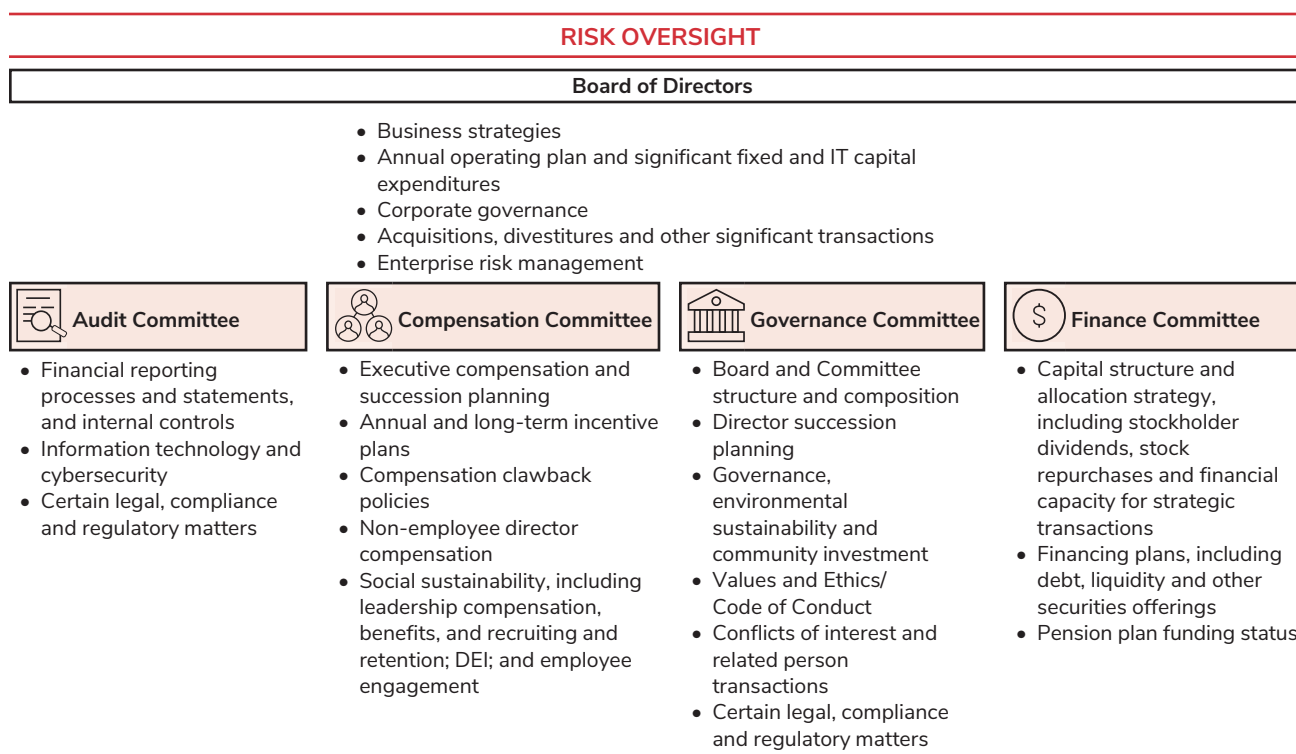 RISK OVERSIGHT
Board of Directors
• Business strategies
• Annual operating plan and significant fixed and IT capital
expenditures
• Corporate governance
• Acquisitions, divestitures and other significant transactions
• Enterprise risk management
Audit Committee
• Financial reporting
processes and statements,
and internal controls
• Information technology and
cybersecurity
• Certain legal, compliance
and regulatory matters
Compensation Committee
• Executive compensation and
succession planning
• Annual and long-term incentive
plans
• Compensation clawback
policies
• Non-employee director
compensation
• Social sustainability, including
leadership compensation,
benefits, and recruiting and
retention; DEI; and employee
engagement
Governance Committee
• Board and Committee
structure and composition
• Director succession
planning
• Governance,
environmental
sustainability and
community investment
• Values and Ethics/
Code of Conduct
• Conflicts of interest and
related person
transactions
• Certain legal, compliance
and regulatory matters
$
Finance Committee
• Capital structure and
allocation strategy,
including stockholder
dividends, stock
repurchases and financial
capacity for strategic
transactions
• Financing plans, including
debt, liquidity and other
securities offerings
• Pension plan funding status